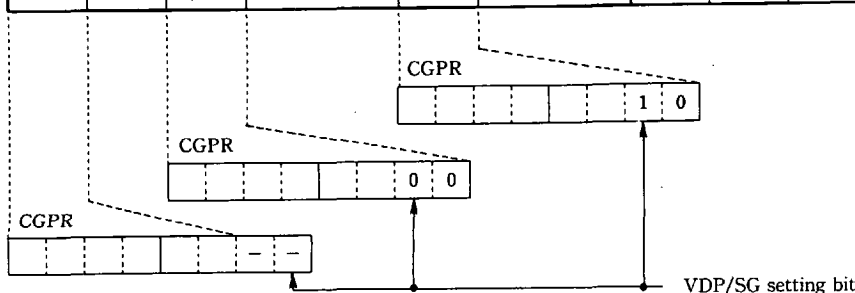 CGPR
1 0
CGPR
0 0
CGPR
– –
VDP/SG setting bit